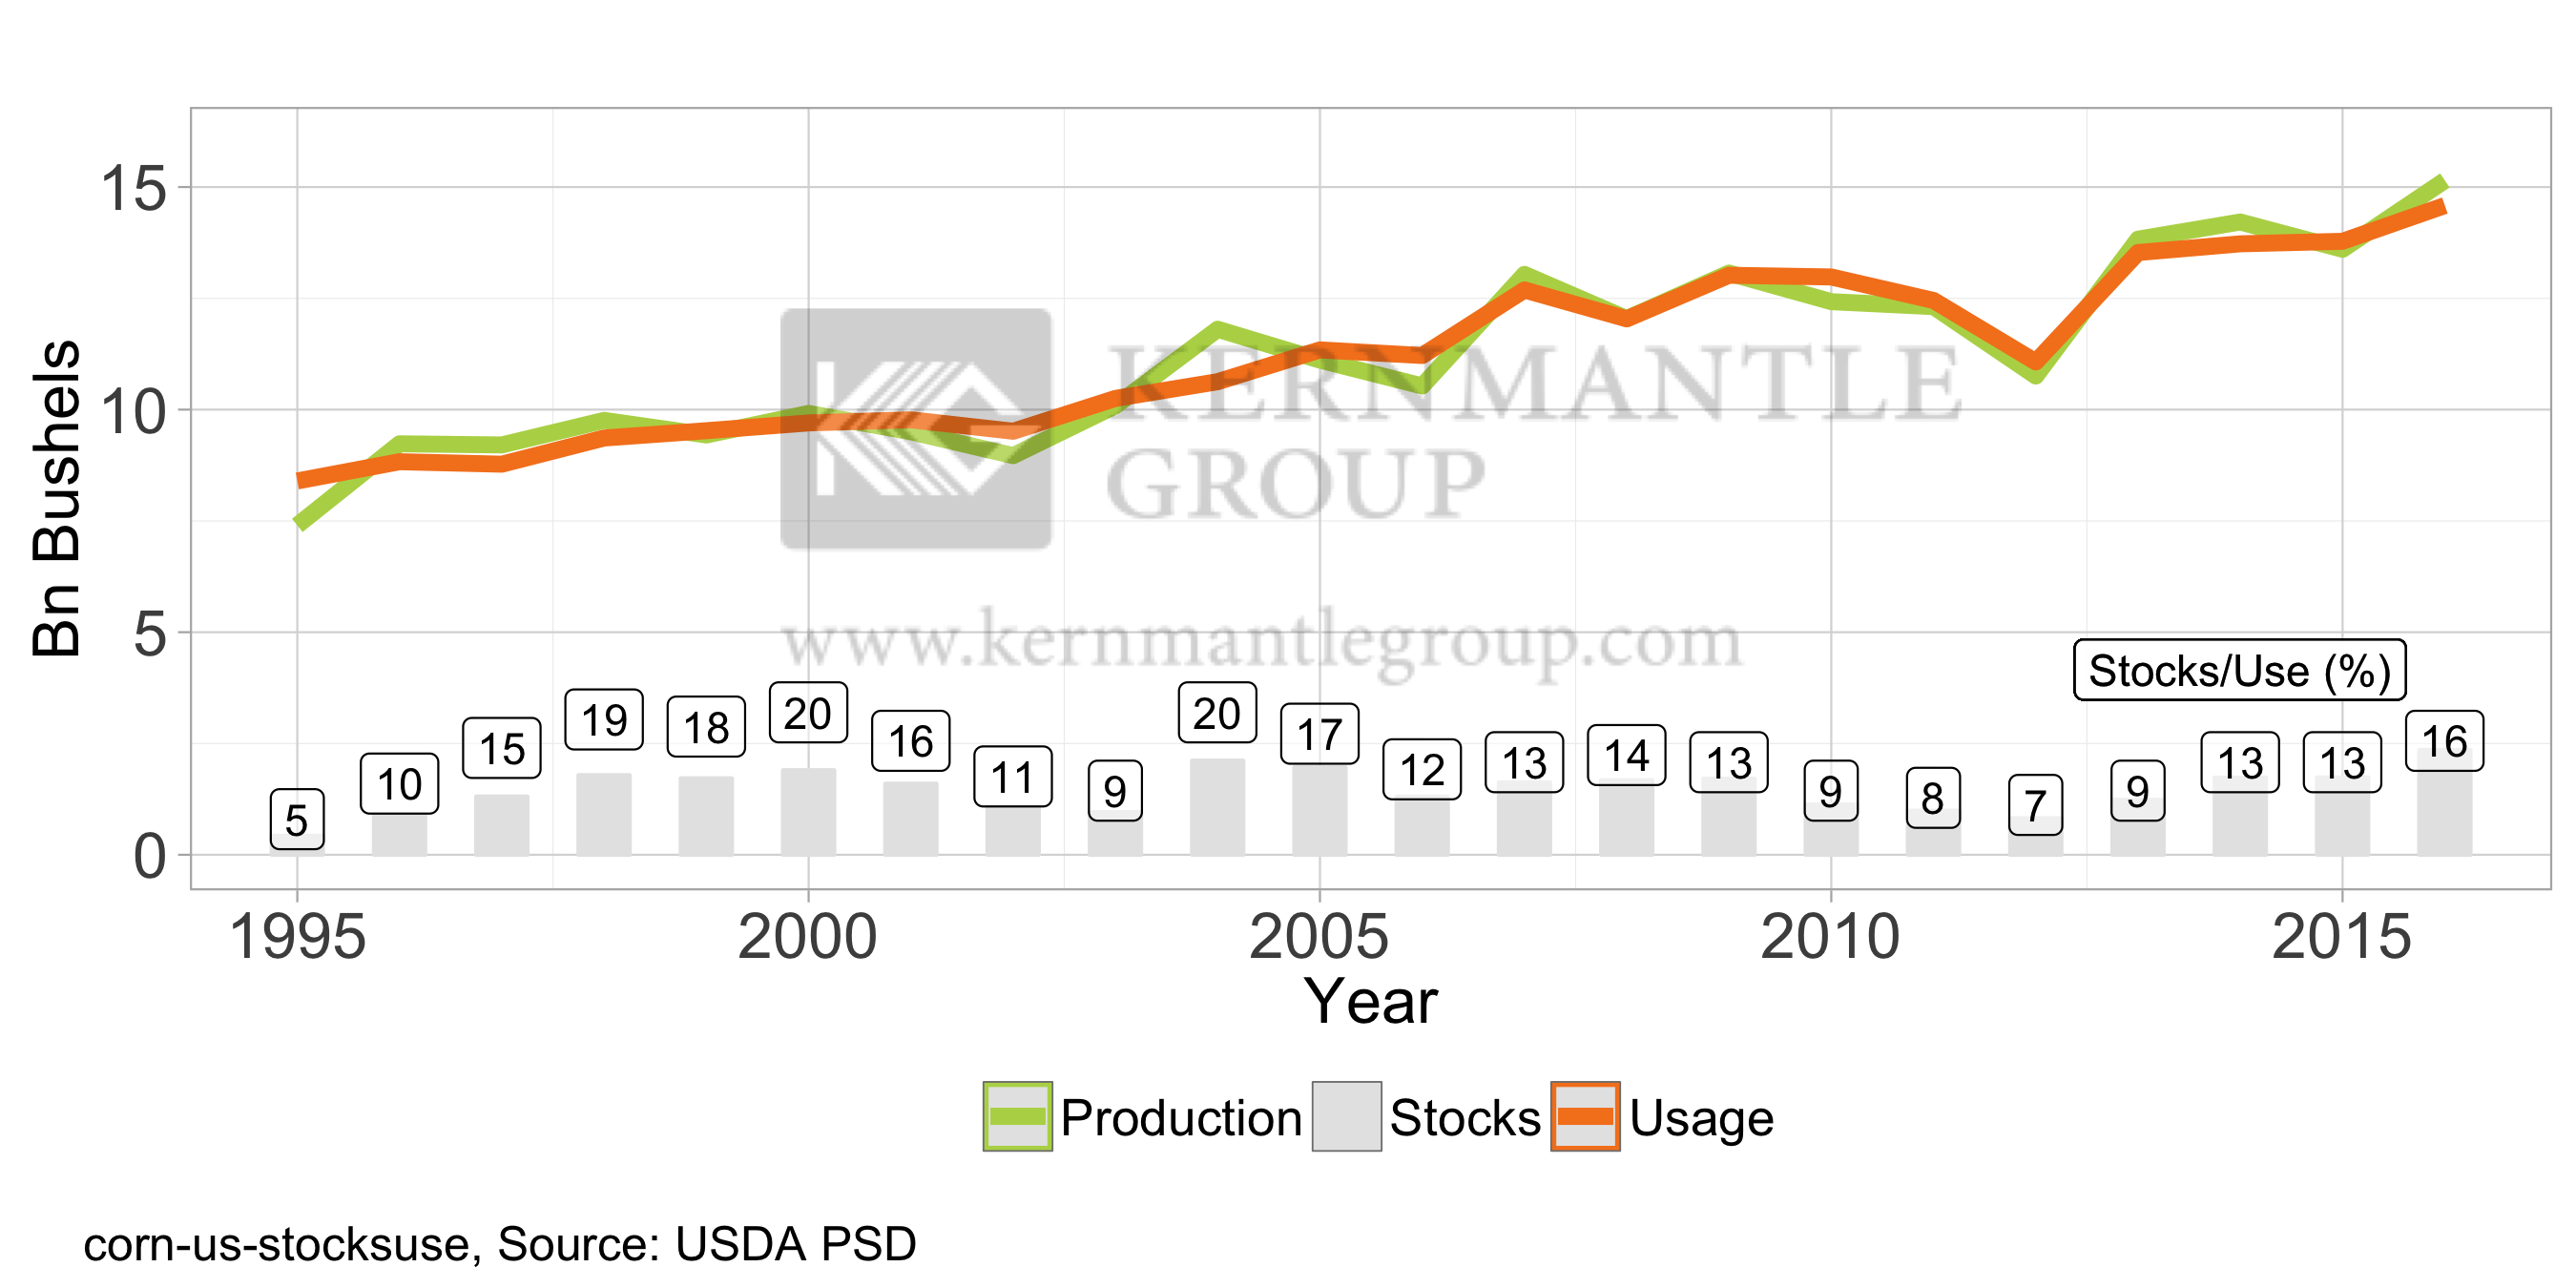 15
10
5
0
Bn Bushels
KERNMANTLE
GROUP
www.kernmantlegroup.com
Stocks/Use (%)
5 10 15 19 18 20 16 11 9 20 17 12 13 14 13 9 8 7 9 13 13 16
1995 2000 2005 2010 2015
Year
Production Stocks Usage
corn-us-stocksuse, Source: USDA PSD